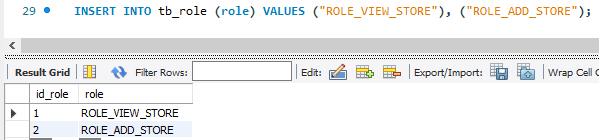 29 INSERT INTO tb_role (role) VALUES ("ROLE_VIEW_STORE"), ("ROLE_ADD_STORE");
Result Grid Filter Rows: Edit: Export/Import: Wrap Cell C
id_role role
1 ROLE_VIEW_STORE
2 ROLE_ADD_STORE